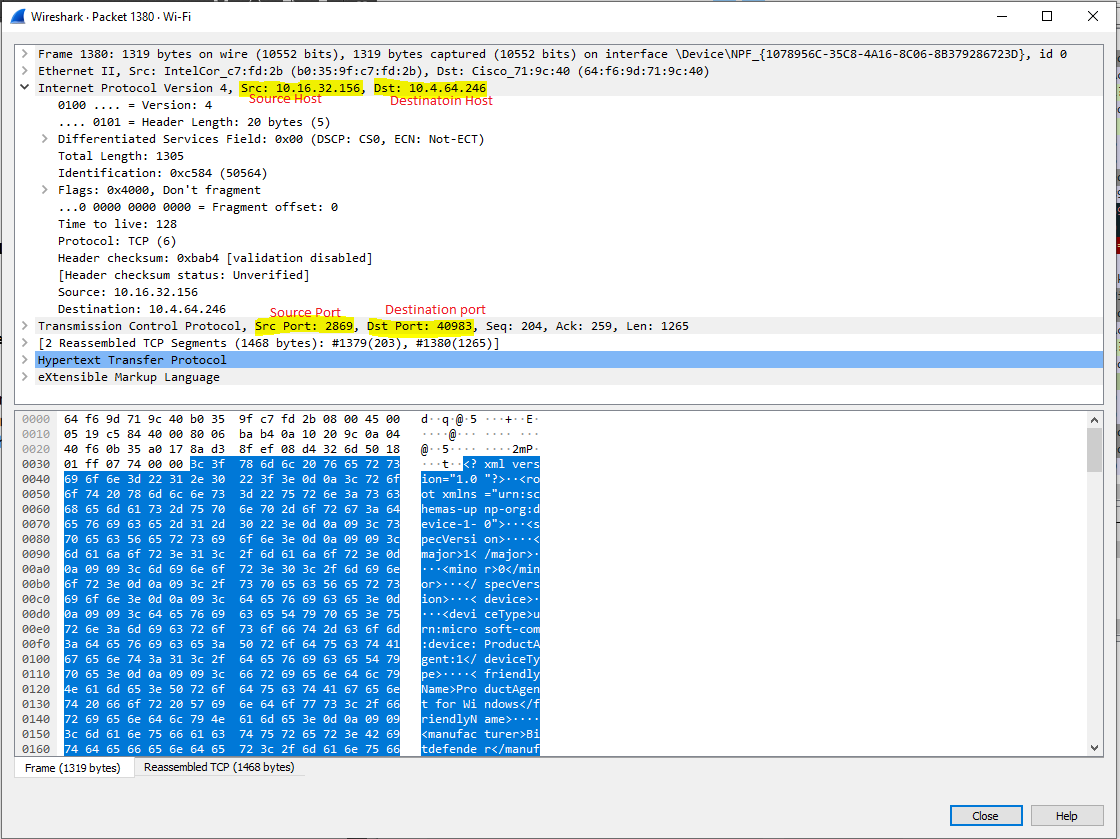 Wireshark · Packet 1380 · Wi-Fi
Frame 1380: 1319 bytes on wire (10552 bits), 1319 bytes captured (10552 bits) on interface \Device\NPF_{1078956C-35C8-4A16-8C06-8B379286723D}, id 0
Ethernet II, Src: IntelCor_c7:fd:2b (b0:35:9f:c7:fd:2b), Dst: Cisco_71:9c:40 (64:f6:9d:71:9c:40)
Internet Protocol Version 4, Src: 10.16.32.156, Dst: 10.4.64.246
Source Host Destinatoin Host
0100 .... = Version: 4
.... 0101 = Header Length: 20 bytes (5)
Differentiated Services Field: 0x00 (DSCP: CS0, ECN: Not-ECT)
Total Length: 1305
Identification: 0xc584 (50564)
Flags: 0x4000, Don't fragment
...0 0000 0000 0000 = Fragment offset: 0
Time to live: 128
Protocol: TCP (6)
Header checksum: 0xbab4 [validation disabled]
[Header checksum status: Unverified]
Source: 10.16.32.156
Destination: 10.4.64.246
Source Port Destination port
Transmission Control Protocol, Src Port: 2869, Dst Port: 40983, Seq: 204, Ack: 259, Len: 1265
[2 Reassembled TCP Segments (1468 bytes): #1379(203), #1380(1265)]
Hypertext Transfer Protocol
eXtensible Markup Language
0000 64 f6 9d 71 9c 40 b0 35 9f c7 fd 2b 08 00 45 00 d··q·@·5 ···+··E·
0010 05 19 c5 84 40 00 80 06 ba b4 0a 10 20 9c 0a 04 ····@··· ···· ···
0020 40 f6 0b 35 a0 17 8a d3 8f ef 08 d4 32 6d 50 18 @··5···· ····2mP·
0030 01 ff 07 74 00 00 3c 3f 78 6d 6c 20 76 65 72 73 ···t··<? xml vers
0040 69 6f 6e 3d 22 31 2e 30 22 3f 3e 0d 0a 3c 72 6f ion="1.0 "?>··<ro
0050 6f 74 20 78 6d 6c 6e 73 3d 22 75 72 6e 3a 73 63 ot xmlns ="urn:sc
0060 68 65 6d 61 73 2d 75 70 6e 70 2d 6f 72 67 3a 64 hemas-up np-org:d
0070 65 76 69 63 65 2d 31 2d 30 22 3e 0d 0a 09 3c 73 evice-1- 0">···<s
0080 70 65 63 56 65 72 73 69 6f 6e 3e 0d 0a 09 09 3c pecVersi on>····<
0090 6d 61 6a 6f 72 3e 31 3c 2f 6d 61 6a 6f 72 3e 0d major>1< /major>·
00a0 0a 09 09 3c 6d 69 6e 6f 72 3e 30 3c 2f 6d 69 6e ···<mino r>0</min
00b0 6f 72 3e 0d 0a 09 3c 2f 73 70 65 63 56 65 72 73 or>···</ specVers
00c0 69 6f 6e 3e 0d 0a 09 3c 64 65 76 69 63 65 3e 0d ion>···< device>·
00d0 0a 09 09 3c 64 65 76 69 63 65 54 79 70 65 3e 75 ···<devi ceType>u
00e0 72 6e 3a 6d 69 63 72 6f 73 6f 66 74 2d 63 6f 6d rn:micro soft-com
00f0 3a 64 65 76 69 63 65 3a 50 72 6f 64 75 63 74 41 :device: ProductA
0100 67 65 6e 74 3a 31 3c 2f 64 65 76 69 63 65 54 79 gent:1</ deviceTy
0110 70 65 3e 0d 0a 09 09 3c 66 72 69 65 6e 64 6c 79 pe>····< friendly
0120 4e 61 6d 65 3e 50 72 6f 64 75 63 74 41 67 65 6e Name>Pro ductAgen
0130 74 20 66 6f 72 20 57 69 6e 64 6f 77 73 3c 2f 66 t for Wi ndows</f
0140 72 69 65 6e 64 6c 79 4e 61 6d 65 3e 0d 0a 09 09 riendlyN ame>····
0150 3c 6d 61 6e 75 66 61 63 74 75 72 65 72 3e 42 69 <manufac turer>Bi
0160 74 64 65 66 65 6e 64 65 72 3c 2f 6d 61 6e 75 66 tdefende r</manuf
Frame (1319 bytes) Reassembled TCP (1468 bytes)
Close Help